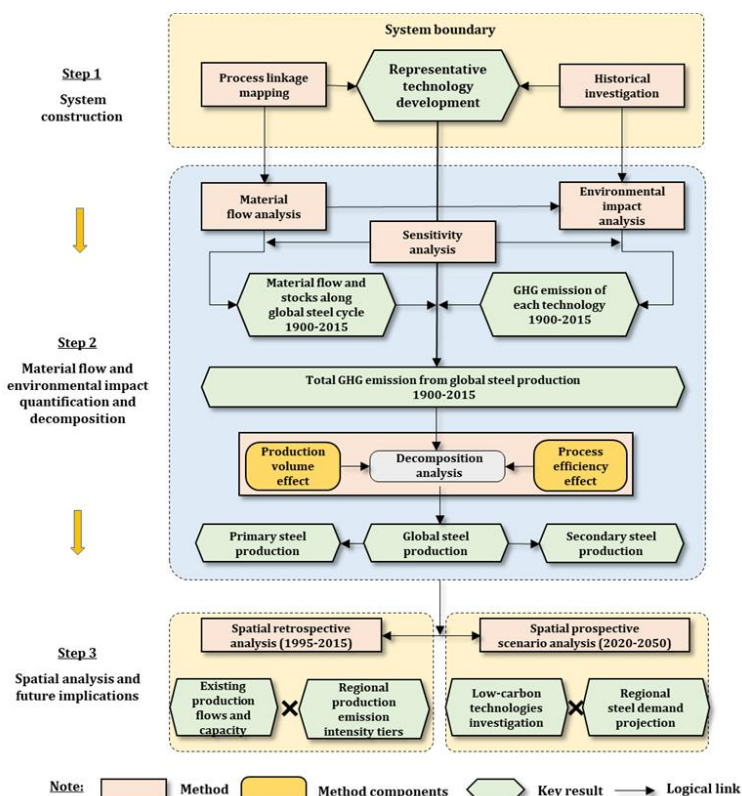 System boundary
Step 1
System
construction
Process linkage
mapping
Representative
technology
development
Historical
investigation
Material
flow analysis
Environmental
impact
analysis
Sensitivity
analysis
Material flow and
stocks along
global steel cycle
1900-2015
GHG emission of
each technology
1900-2015
Step 2
Material flow and
environmental impact
quantification and
decomposition
Total GHG emission from global steel production
1900-2015
Production
volume
effect
Decomposition
analysis
Process
efficiency
effect
Primary steel
production
Global steel
production
Secondary steel
production
Step 3
Spatial analysis and
future implications
Spatial retrospective
analysis (1995-2015)
Spatial prospective
scenario analysis (2020-2050)
Existing
production
flows and
capacity
Regional
production
emission
intensity tiers
Low-carbon
technologies
investigation
Regional
steel demand
projection
Note:
Method
Method components
Key result
Logical link